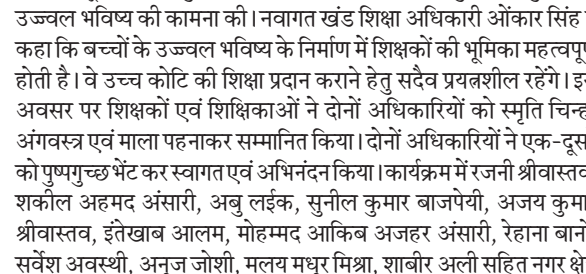 उज्ज्वल भविष्य की कामना की। नवागत खंड शिक्षा अधिकारी ओंकार सिंह
कहा कि बच्चों के उज्ज्वल भविष्य के निर्माण में शिक्षकों की भूमिका महत्वपूर्
होती है। वे उच्च कोटि की शिक्षा प्रदान कराने हेतु सदैव प्रयत्नशील रहेंगे।
अवसर पर शिक्षकों एवं शिक्षिकाओं ने दोनों अधिकारियों को स्मृति चिन्ह
अंगवस्त्र एवं माला पहनाकर सम्मानित किया। दोनों अधिकारियों ने एक-दूस
को पुष्पगुच्छ भेंट कर स्वागत एवं अभिनंदन किया। कार्यक्रम में रजनी श्रीवास्तव
शकील अहमद अंसारी, अबु लईक, सुनील कुमार बाजपेयी, अजय कुमा
श्रीवास्तव, इंतेखाब आलम, मोहम्मद आकिब अजहर अंसारी, रेहाना बानो
सर्वेश अवस्थी, अनुज जोशी, मलय मधुर मिश्रा, शाबीर अली सहित नगर क्षे